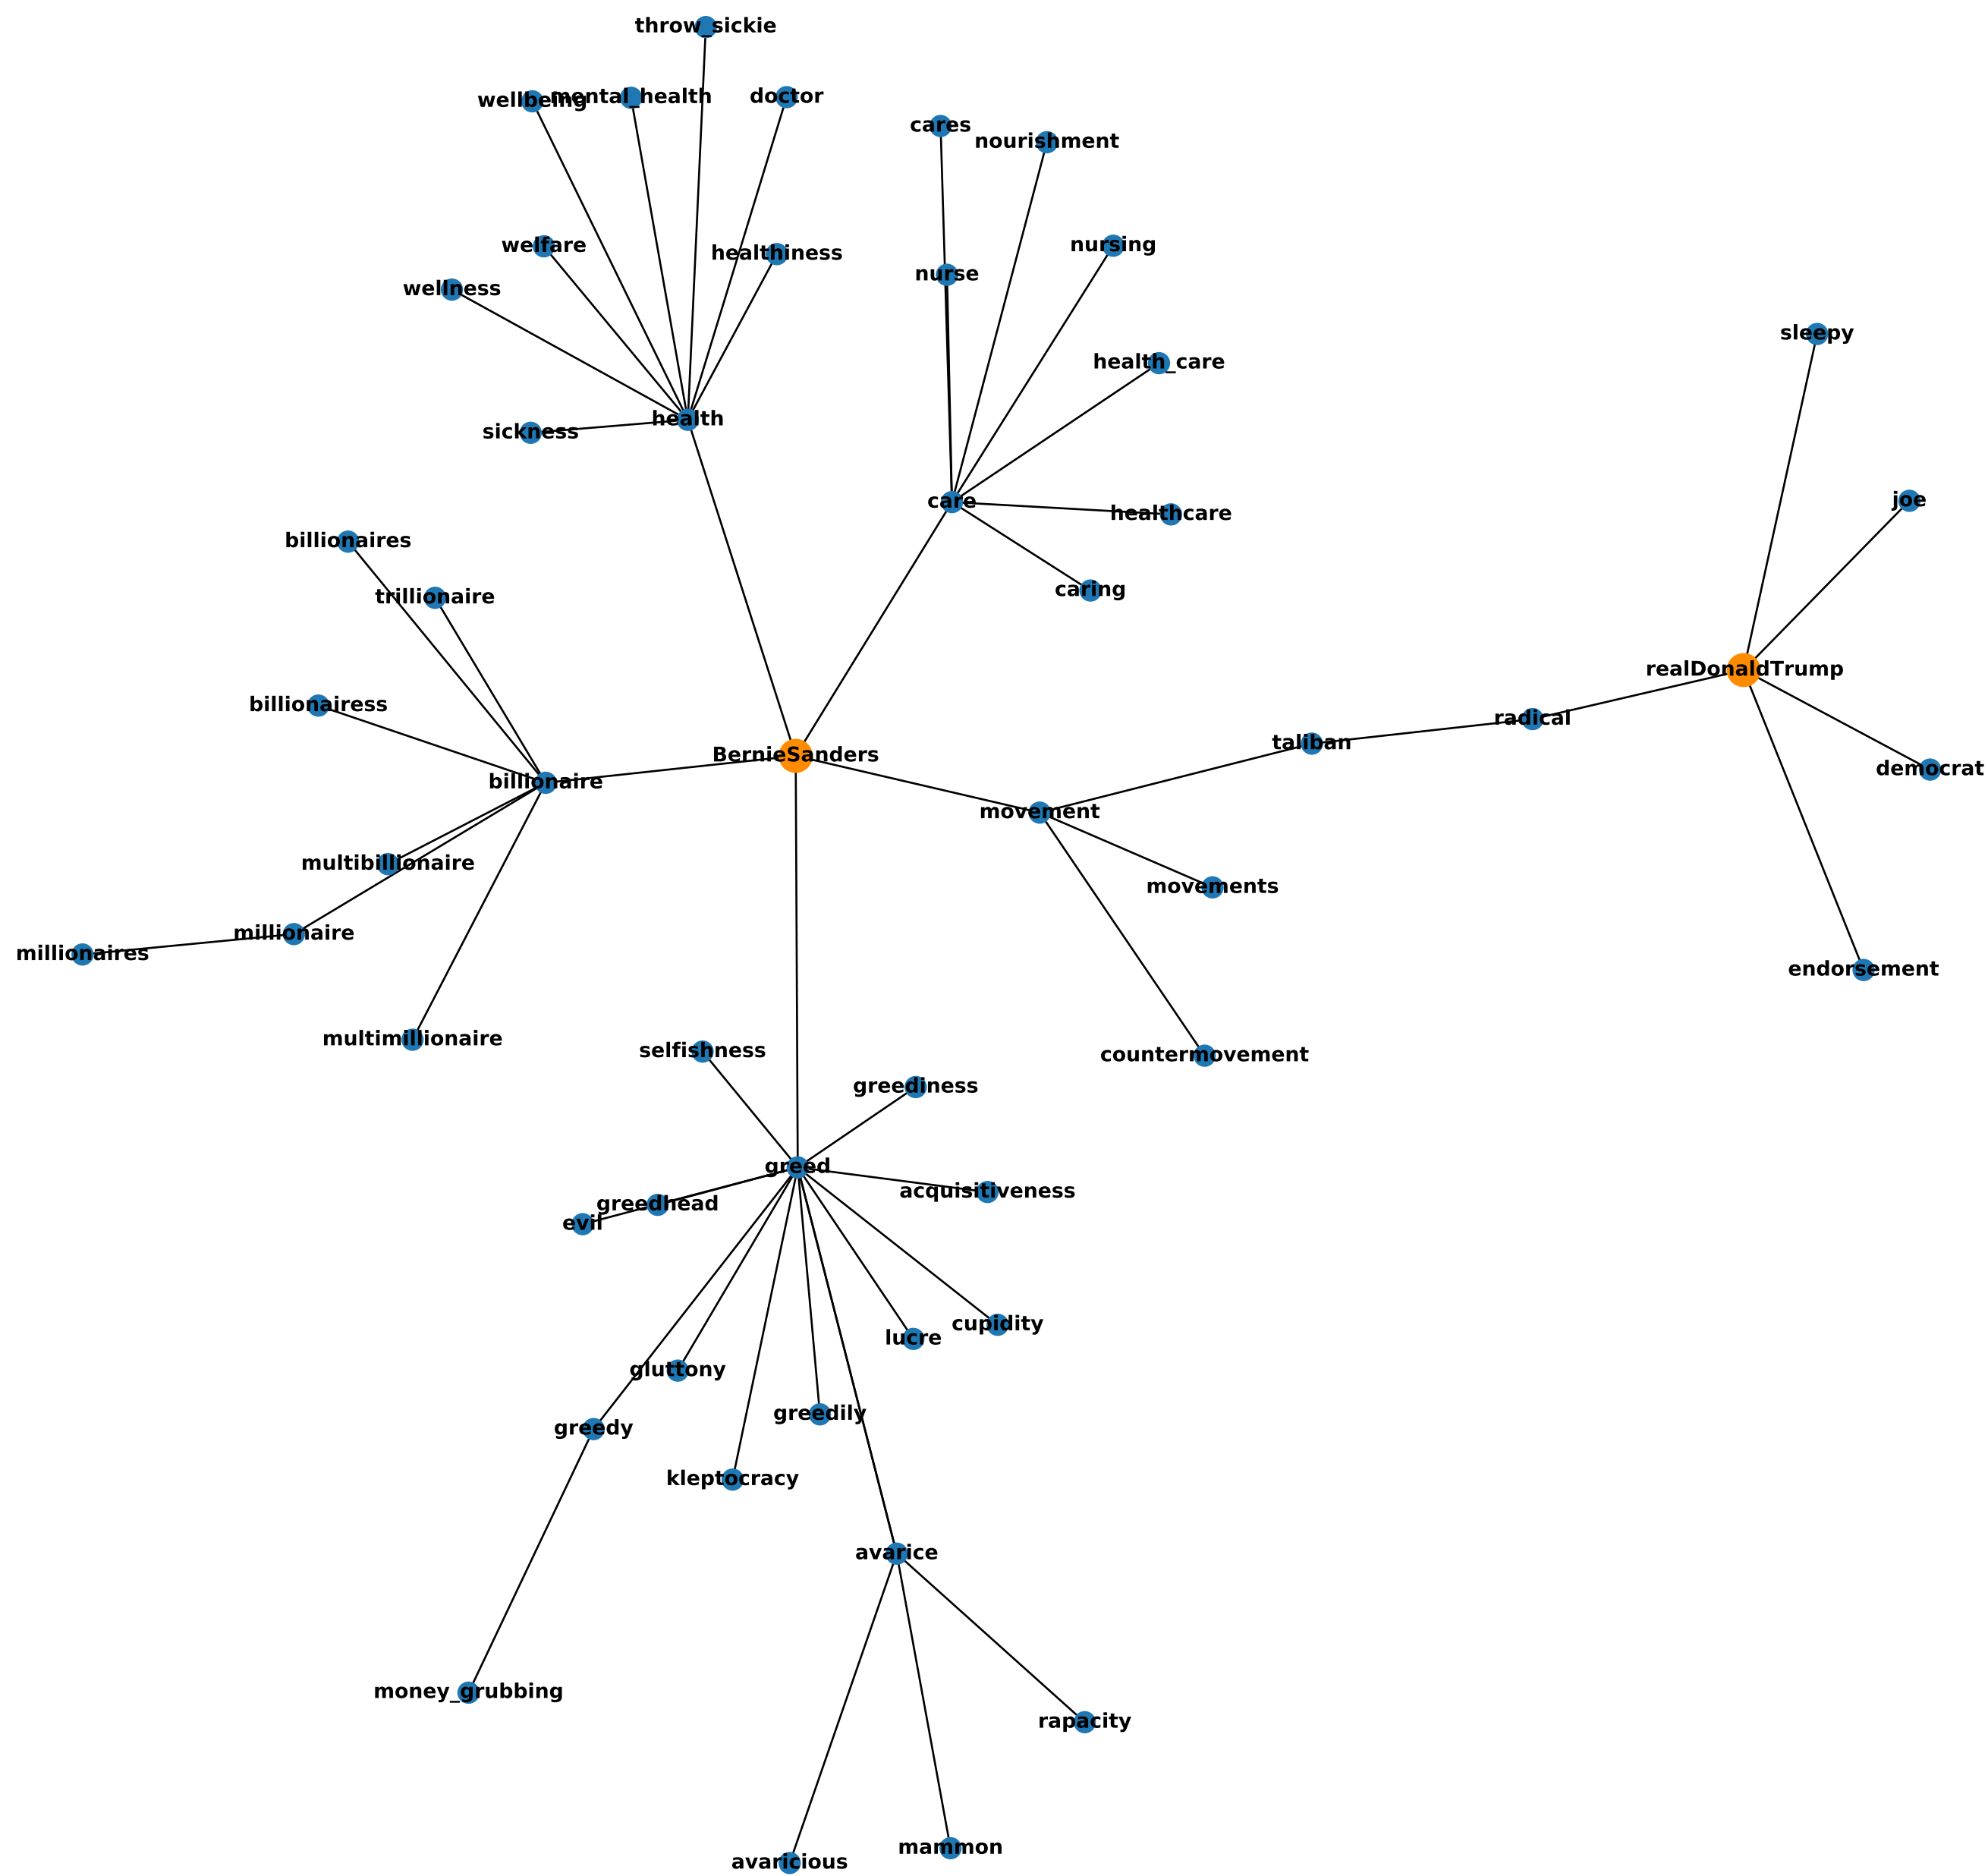 throw_sickie
wellbeing
mental_health
doctor
cares
nourishment
welfare
healthiness
nurse
nursing
wellness
sleepy
health_care
health
sickness
care
joe
healthcare
billionaires
trillionaire
caring
realDonaldTrump
billionairess
radical
taliban
BernieSanders
democrat
billionaire
movement
multibillionaire
movements
millionaire
millionaires
endorsement
multimillionaire
selfishness
countermovement
greediness
greed
acquisitiveness
greedhead
evil
cupidity
lucre
gluttony
greedily
greedy
kleptocracy
avarice
money_grubbing
rapacity
mammon
avaricious